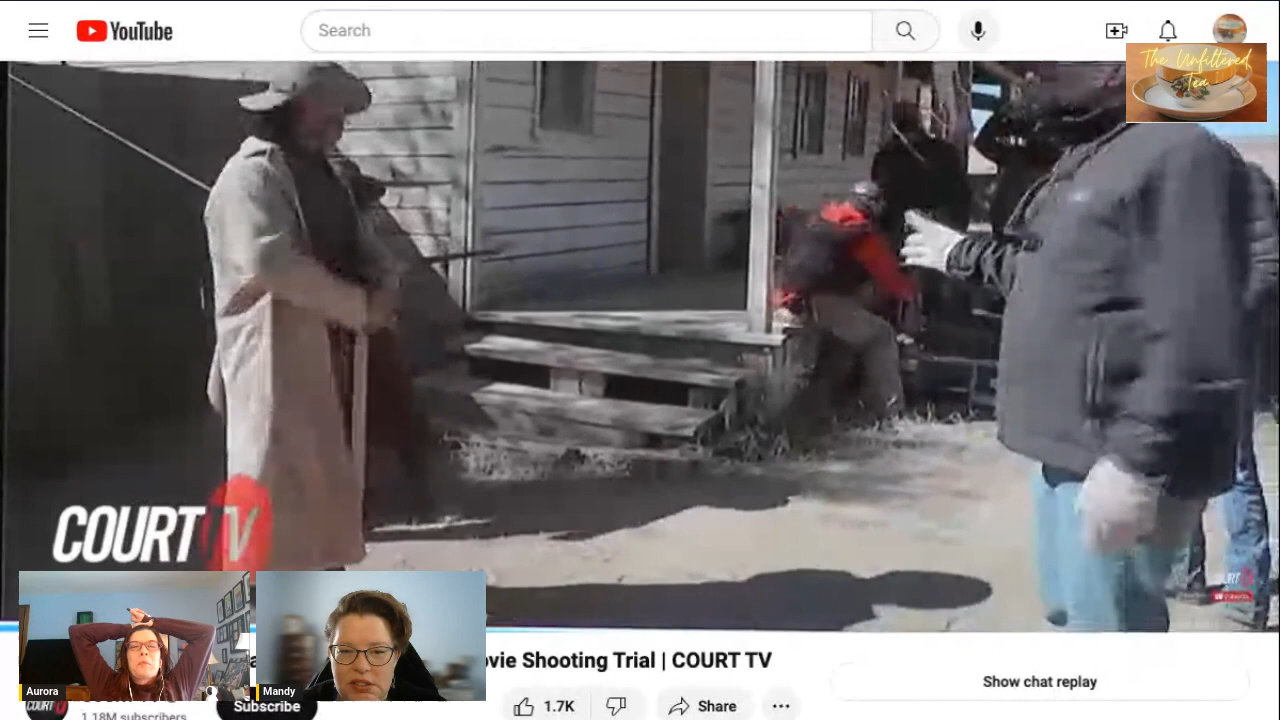 YouTube
Search
The Unfiltered
Tea
COURT TV
Aurora
Mandy
ovie Shooting Trial | COURT TV
COURT
1.18M subscribers
Subscribe
1.7K
Share
Show chat replay